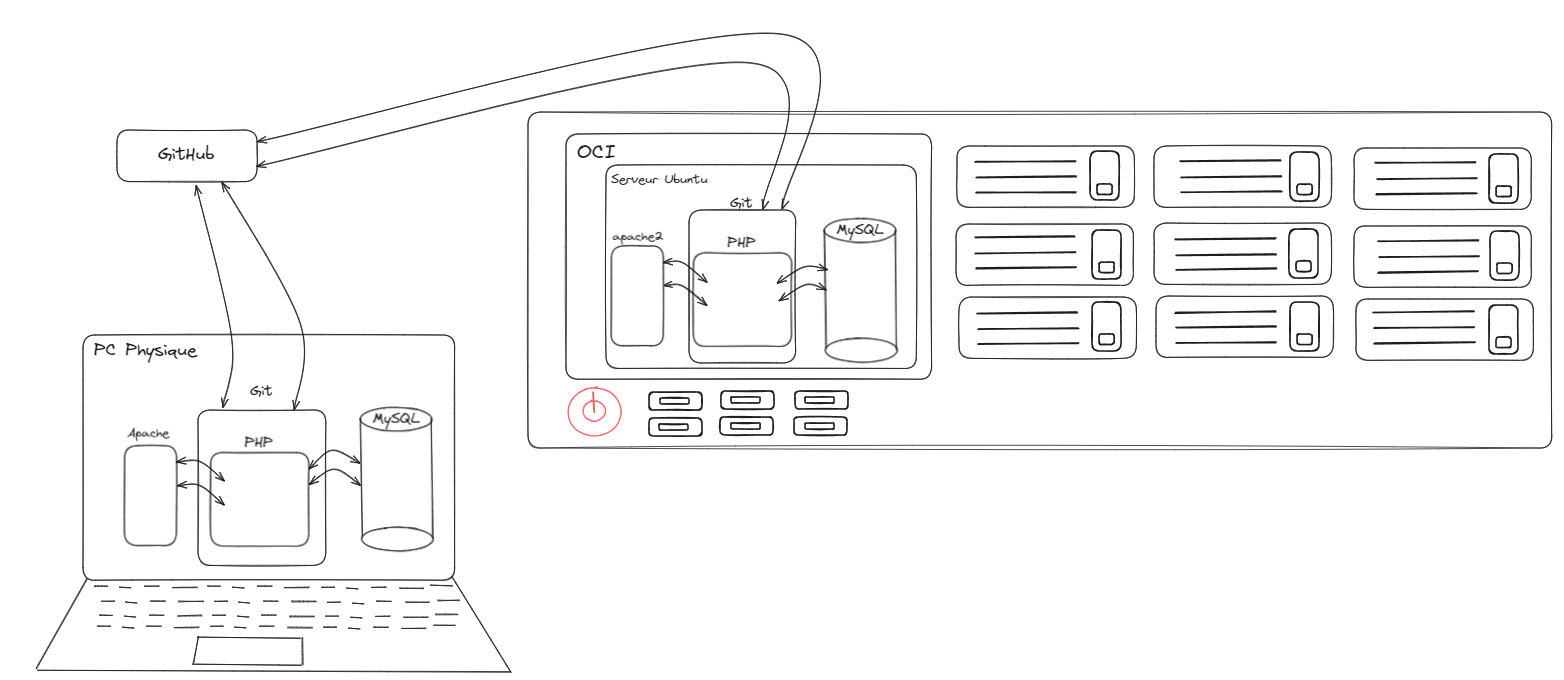 GitHub
OCI
Serveur Ubuntu
Git
apache2
PHP
MySQL
PC Physique
Git
Apache
PHP
MySQL